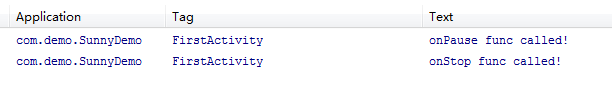 Application Tag Text
com.demo.SunnyDemo FirstActivity onPause func called!
com.demo.SunnyDemo FirstActivity onStop func called!